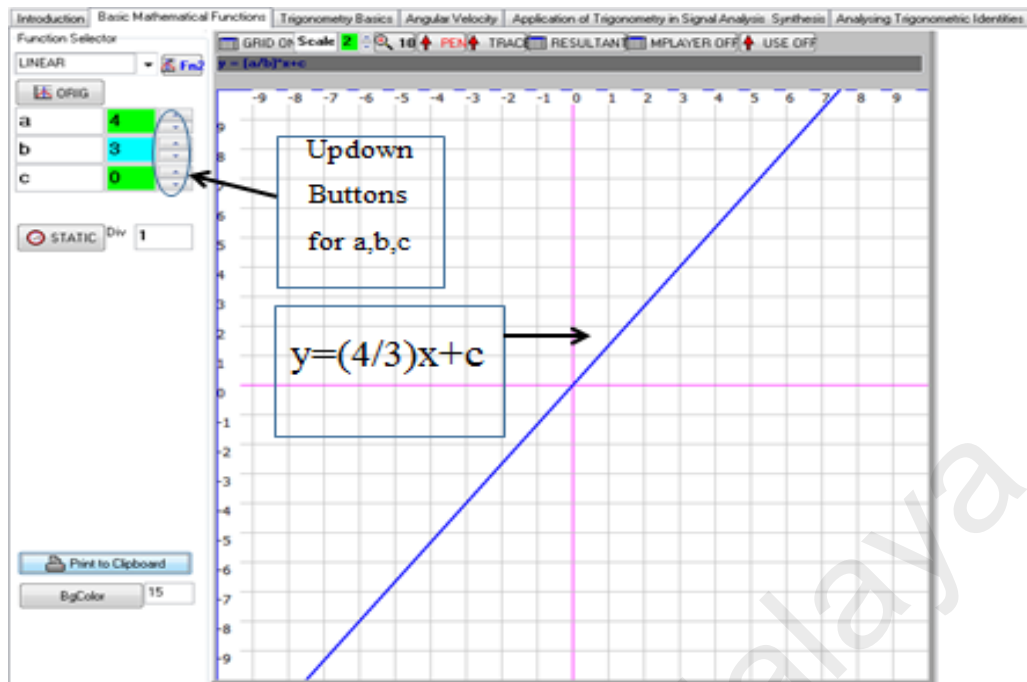 Introduction Basic Mathematical Functions Trigonometry Basics Angular Velocity Application of Trigonometry in Signal Analysis Synthesis Analysing Trigonometric Identities
Function Selector
GRID ON Scale 2 10 PEN TRAC RESULTANT MPLAYER OFF USE OFF
LINEAR Fn2
y = (a/b)*x+c
ORIG
-9 -8 -7 -6 -5 -4 -3 -2 -1 0 1 2 3 4 5 6 7 8 9
a 4
b 3
c 0
9
8
6
5
4
3
2
1
0
-1
-2
-3
-4
-5
-6
-7
-8
-9
Updown
Buttons
for a,b,c
STATIC Div 1
y=(4/3)x+c
Print to Clipboard
BgColor 15
alaya